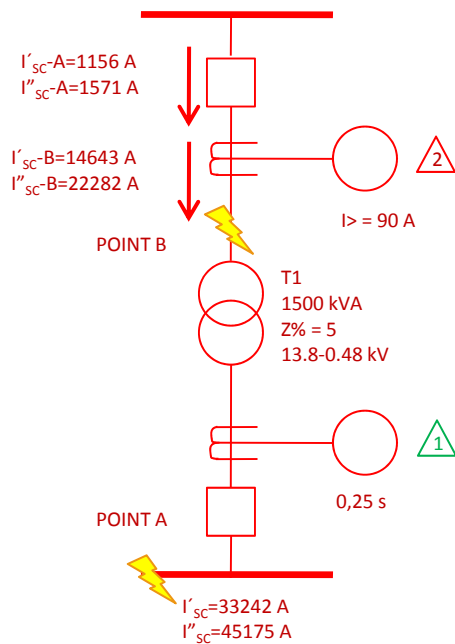 I´SC-A=1156 A
I"SC-A=1571 A
I´SC-B=14643 A
I"SC-B=22282 A
2
I> = 90 A
POINT B
T1
1500 kVA
Z% = 5
13.8-0.48 kV
1
0,25 s
POINT A
I´SC=33242 A
I"SC=45175 A